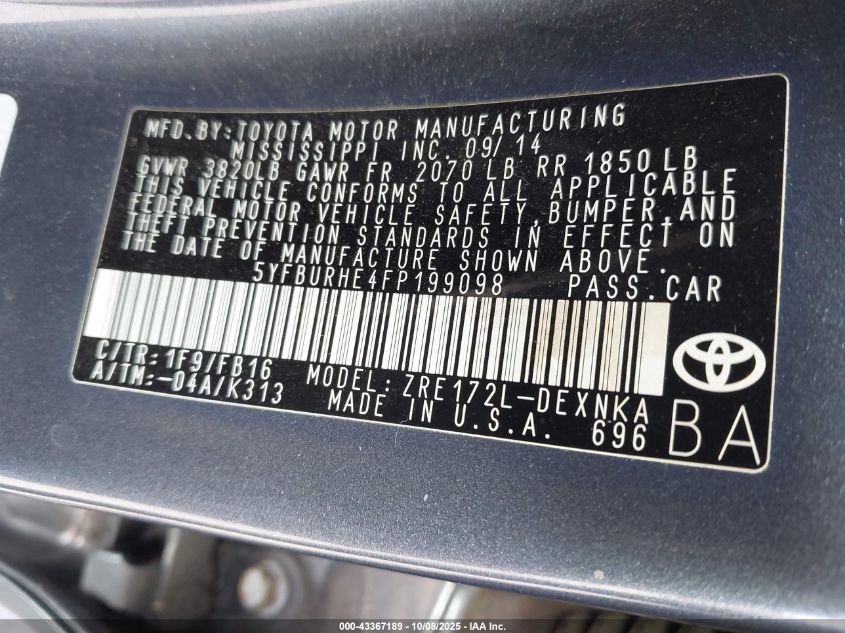 MFD. BY: TOYOTA MOTOR MANUFACTURING
MISSISSIPPI INC. 09/14
GVWR 3820LB GAWR FR 2070 LB RR 1850 LB
THIS VEHICLE CONFORMS TO ALL APPLICABLE
FEDERAL MOTOR VEHICLE SAFETY, BUMPER, AND
THEFT PREVENTION STANDARDS IN EFFECT ON
THE DATE OF MANUFACTURE SHOWN ABOVE.
5YFBURHE4FP199098 PASS. CAR
C/TR: 1F9/FB16 MODEL: ZRE172L-DEXNKA
A/TM: -04A/K313 MADE IN U.S.A. 696 BA
000-43367189 - 10/08/2025 - IAA Inc.